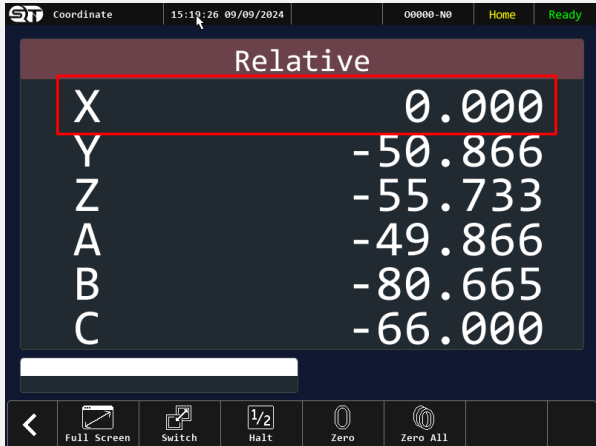 SZGH Coordinate 15:19:26 09/09/2024 O0000-N0 Home Ready
Relative
X 0.000
Y -50.866
Z -55.733
A -49.866
B -80.665
C -66.000
Full Screen Switch 1/2 Halt Zero Zero All